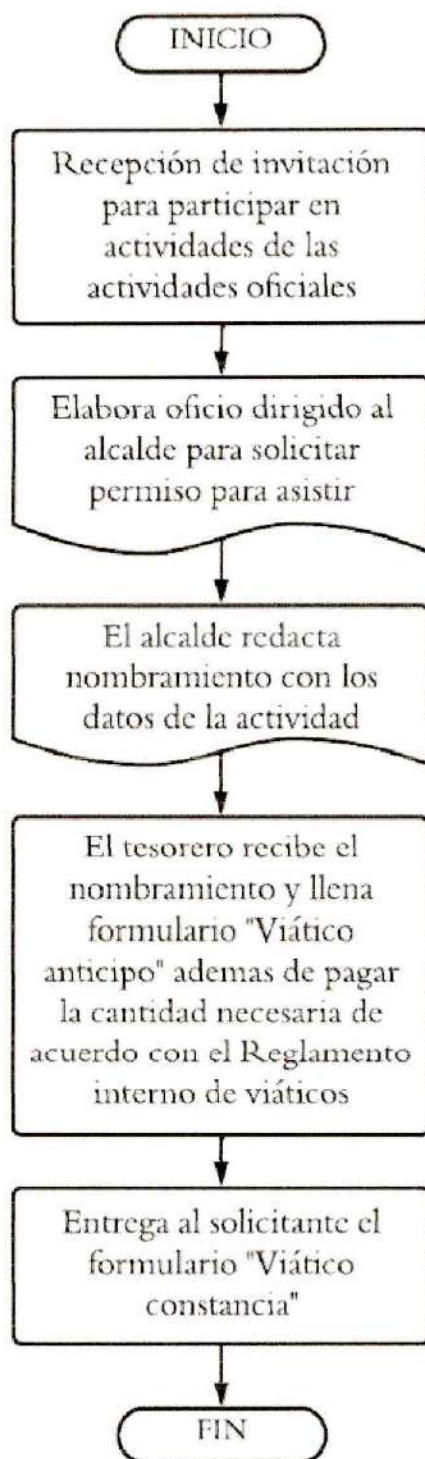 INICIO
Recepción de invitación
para participar en
actividades de las
actividades oficiales
Elabora oficio dirigido al
alcalde para solicitar
permiso para asistir
El alcalde redacta
nombramiento con los
datos de la actividad
El tesorero recibe el
nombramiento y llena
formulario "Viático
anticipo" ademas de pagar
la cantidad necesaria de
acuerdo con el Reglamento
interno de viáticos
Entrega al solicitante el
formulario "Viático
constancia"
FIN